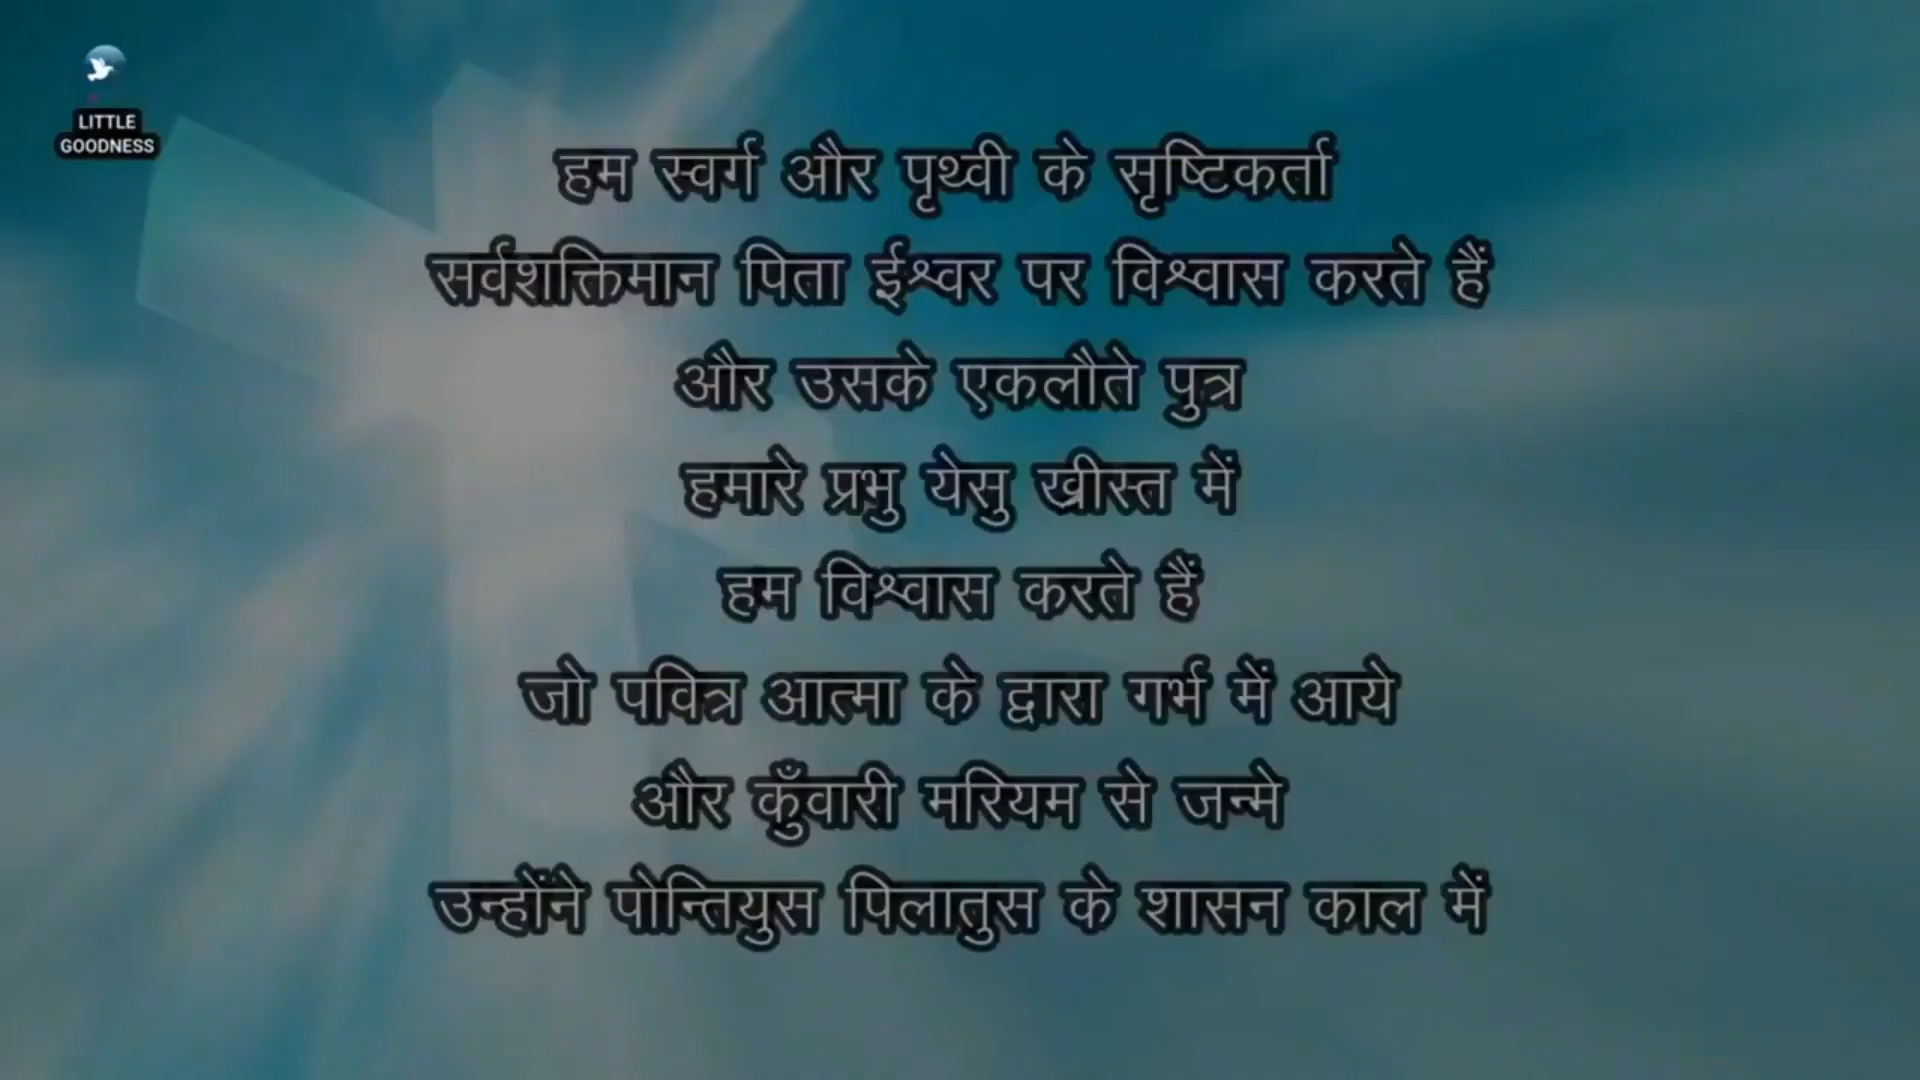 LITTLE
GOODNESS
हम स्वर्ग और पृथ्वी के सृष्टिकर्ता
सर्वशक्तिमान पिता ईश्वर पर विश्वास करते हैं
और उसके एकलौते पुत्र
हमारे प्रभु येसु ख्रीस्त में
हम विश्वास करते हैं
जो पवित्र आत्मा के द्वारा गर्भ में आये
और कुँवारी मरियम से जन्मे
उन्होंने पोन्तियुस पिलातुस के शासन काल में